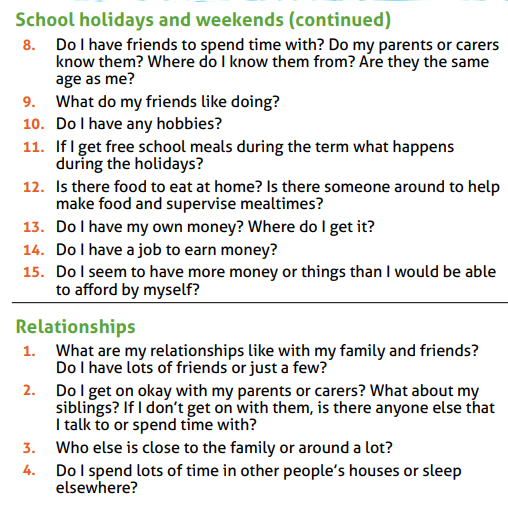 School holidays and weekends (continued)
8. Do I have friends to spend time with? Do my parents or carers
know them? Where do I know them from? Are they the same
age as me?
9. What do my friends like doing?
10. Do I have any hobbies?
11. If I get free school meals during the term what happens
during the holidays?
12. Is there food to eat at home? Is there someone around to help
make food and supervise mealtimes?
13. Do I have my own money? Where do I get it?
14. Do I have a job to earn money?
15. Do I seem to have more money or things than I would be able
to afford by myself?
Relationships
1. What are my relationships like with my family and friends?
Do I have lots of friends or just a few?
2. Do I get on okay with my parents or carers? What about my
siblings? If I don't get on with them, is there anyone else that
I talk to or spend time with?
3. Who else is close to the family or around a lot?
4. Do I spend lots of time in other people's houses or sleep
elsewhere?